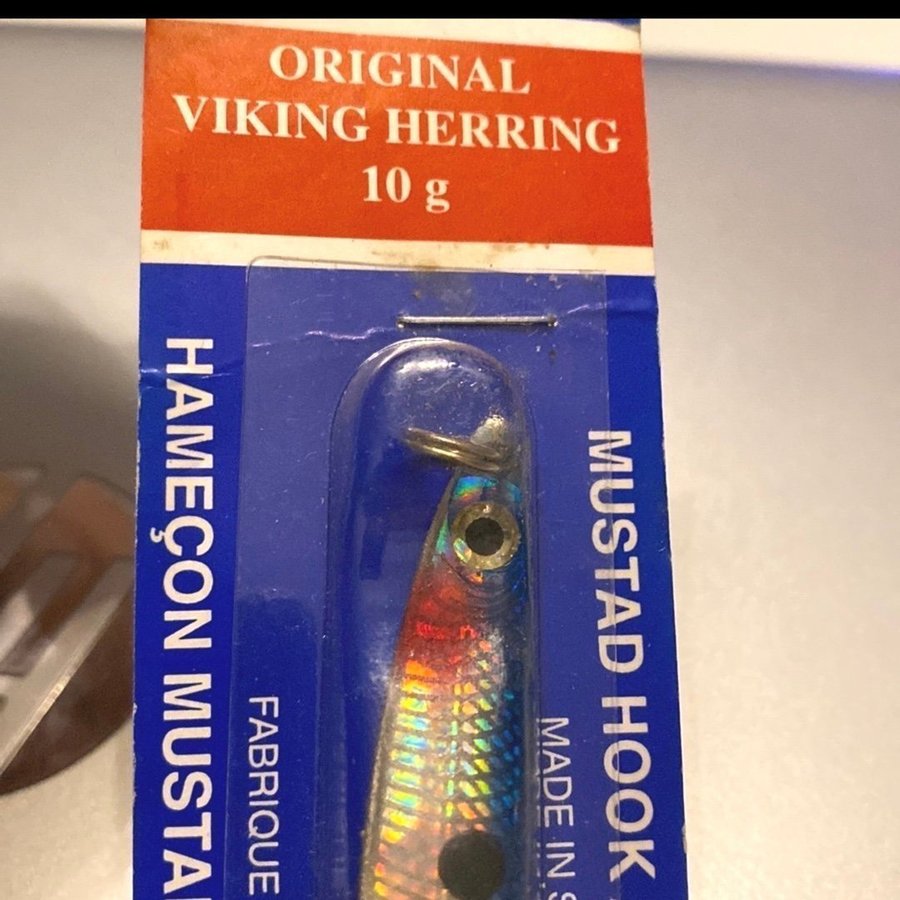 ORIGINAL
VIKING HERRING
10 g
HAMEÇON MUSTA
FABRIQUE
MADE IN S
MUSTAD HOOK